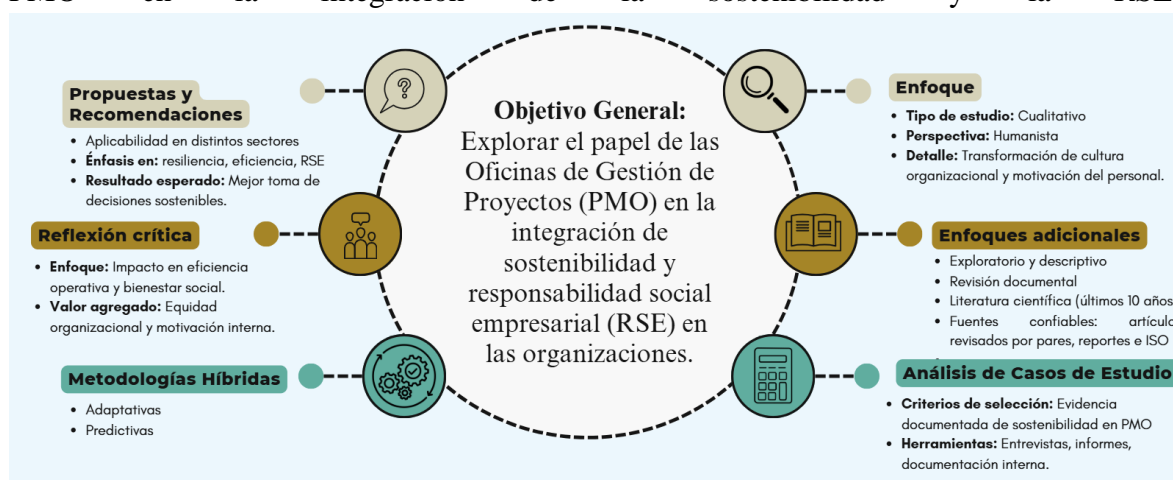 Propuestas y
Recomendaciones
• Aplicabilidad en distintos sectores
• Énfasis en: resiliencia, eficiencia, RSE
• Resultado esperado: Mejor toma de
decisiones sostenibles.
Reflexión crítica
• Enfoque: Impacto en eficiencia
operativa y bienestar social.
• Valor agregado: Equidad
organizacional y motivación interna.
Metodologías Híbridas
• Adaptativas
• Predictivas
Objetivo General:
Explorar el papel de las
Oficinas de Gestión de
Proyectos (PMO) en la
integración de
sostenibilidad y
responsabilidad social
empresarial (RSE) en
las organizaciones.
Enfoque
• Tipo de estudio: Cualitativo
• Perspectiva: Humanista
• Detalle: Transformación de cultura
organizacional y motivación del personal.
Enfoques adicionales
• Exploratorio y descriptivo
• Revisión documental
• Literatura científica (últimos 10 años
• Fuentes confiables:
revisados por pares, reportes e ISO
Análisis de Casos de Estudio
• Criterios de selección: Evidencia
documentada de sostenibilidad en PMO
• Herramientas: Entrevistas, informes,
documentación interna.